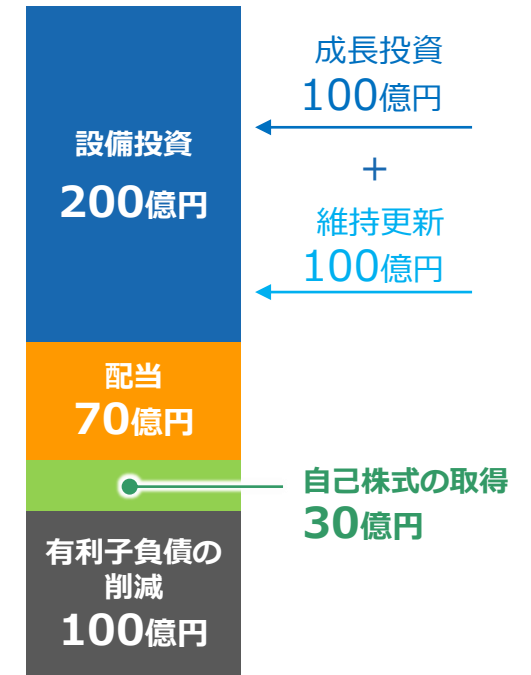 成長投資
100億円
設備投資
200億円
＋
維持更新
100億円
配当
70億円
自己株式の取得
30億円
有利子負債の
削減
100億円